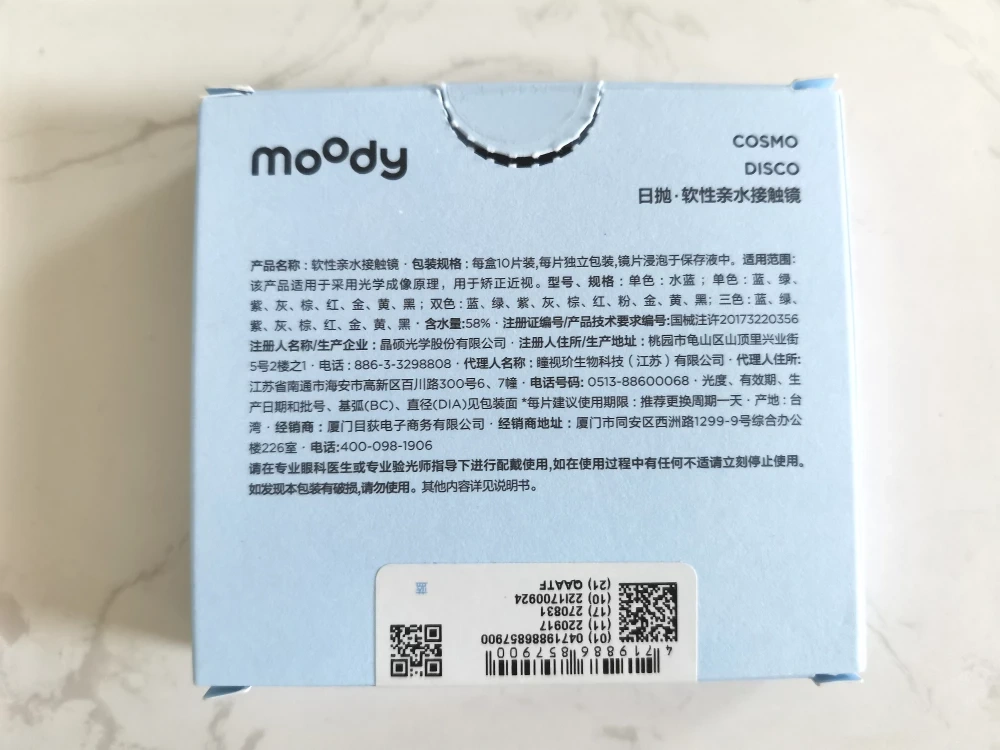 moody
COSMO
DISCO
日抛·软性亲水接触镜
产品名称：软性亲水接触镜·包装规格：每盒10片装,每片独立包装,镜片浸泡于保存液中。适用范围：
该产品适用于采用光学成像原理，用于矫正近视。型号、规格：单色：水蓝；单色：蓝、绿、
紫、灰、棕、红、金、黄、黑；双色：蓝、绿、紫、灰、棕、红、粉、金、黄、黑；三色：蓝、绿、
紫、灰、棕、红、金、黄、黑·含水量:58%·注册证编号/产品技术要求编号:国械注许20173220356
注册人名称/生产企业：晶硕光学股份有限公司·注册人住所/生产地址：桃园市龟山区山顶里兴业街
5号2楼之1·电话：886-3-3298808·代理人名称：瞳视玠生物科技（江苏）有限公司·代理人住所:
江苏省南通市海安市高新区百川路300号6、7幢·电话号码: 0513-88600068·光度、有效期、生
产日期和批号、基弧(BC)、直径(DIA)见包装面 *每片建议使用期限：推荐更换周期一天·产地：台
湾·经销商：厦门目荻电子商务有限公司·经销商地址：厦门市同安区西洲路1299-9号综合办公
楼226室·电话:400-098-1906
请在专业眼科医生或专业验光师指导下进行配戴使用,如在使用过程中有任何不适请立刻停止使用。
如发现本包装有破损,请勿使用。其他内容详见说明书。
4719886857900
(01) 04719886857900
(11) 220917
(17) 270831
(10) 22I1700924
(21) QAATF
蓝